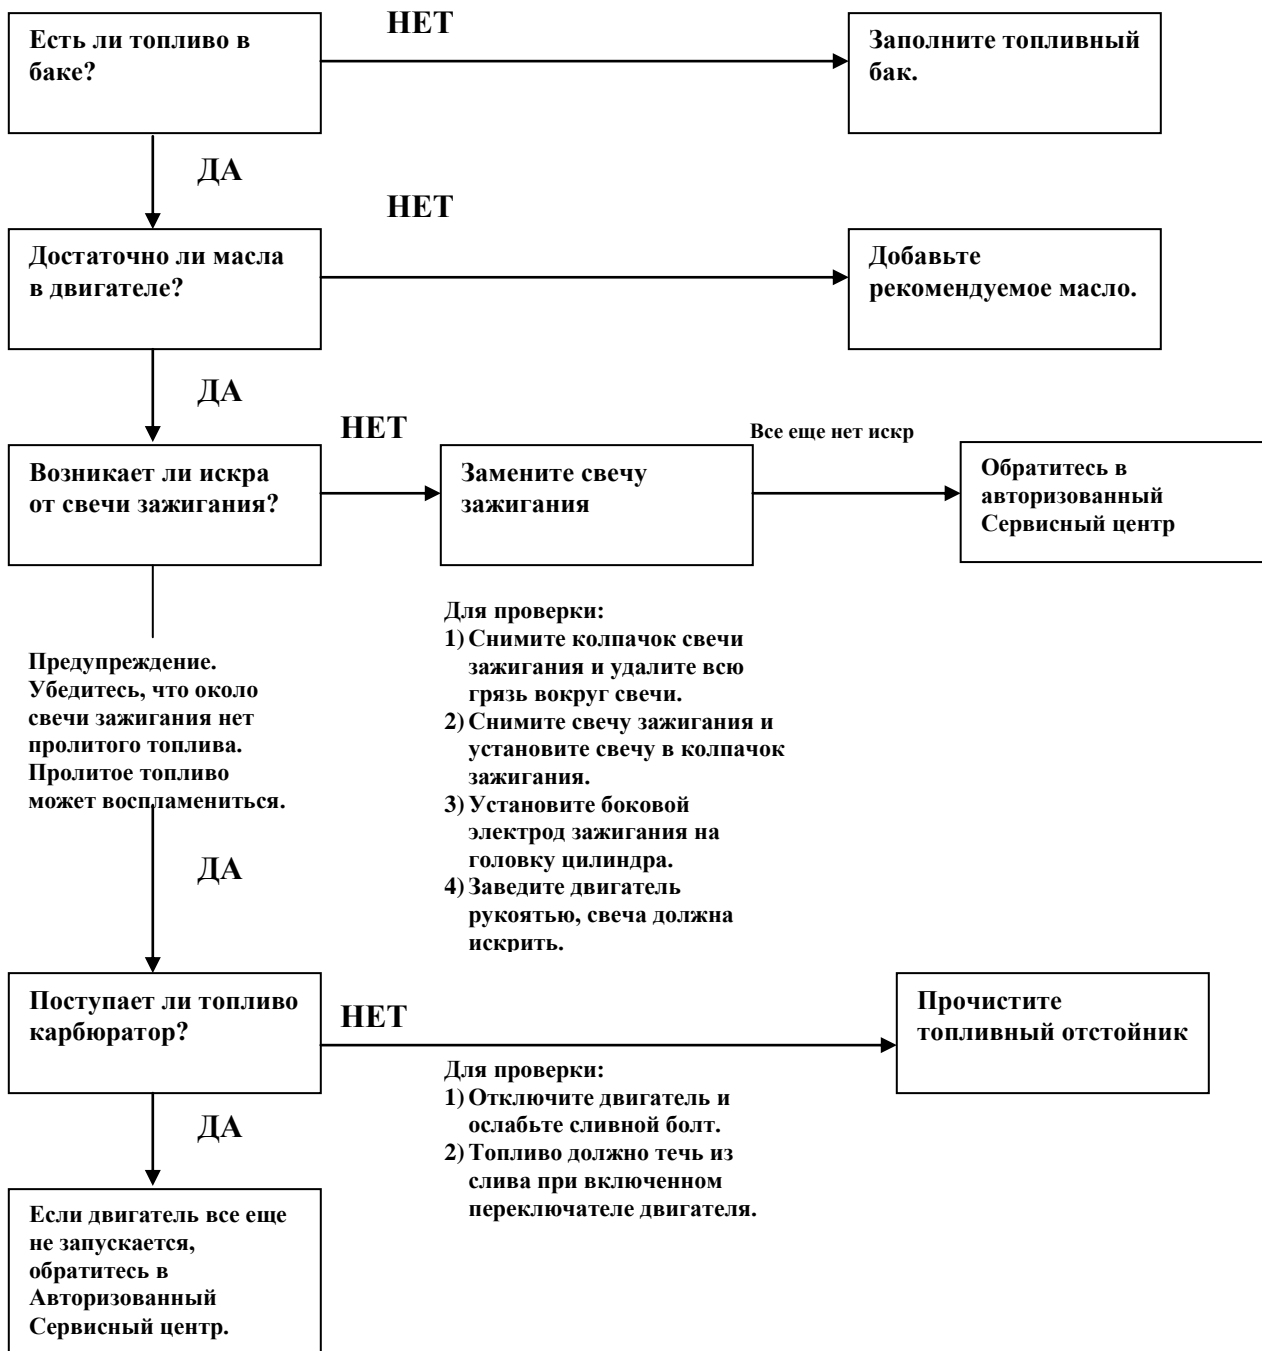 НЕТ
Есть ли топливо в
баке?
Заполните топливный
бак.
ДА
НЕТ
Достаточно ли масла
в двигателе?
Добавьте
рекомендуемое масло.
ДА
НЕТ
Все еще нет искр
Возникает ли искра
от свечи зажигания?
Замените свечу
зажигания
Обратитесь в
авторизованный
Сервисный центр
Предупреждение.
Убедитесь, что около
свечи зажигания нет
пролитого топлива.
Пролитое топливо
может воспламениться.
Для проверки:
1) Снимите колпачок свечи
зажигания и удалите всю
грязь вокруг свечи.
2) Снимите свечу зажигания и
установите свечу в колпачок
зажигания.
3) Установите боковой
электрод зажигания на
головку цилиндра.
4) Заведите двигатель
рукоятью, свеча должна
искрить.
ДА
Поступает ли топливо
карбюратор?
НЕТ
Прочистите
топливный отстойник
Для проверки:
1) Отключите двигатель и
ослабьте сливной болт.
2) Топливо должно течь из
слива при включенном
переключателе двигателя.
ДА
Если двигатель все еще
не запускается,
обратитесь в
Авторизованный
Сервисный центр.